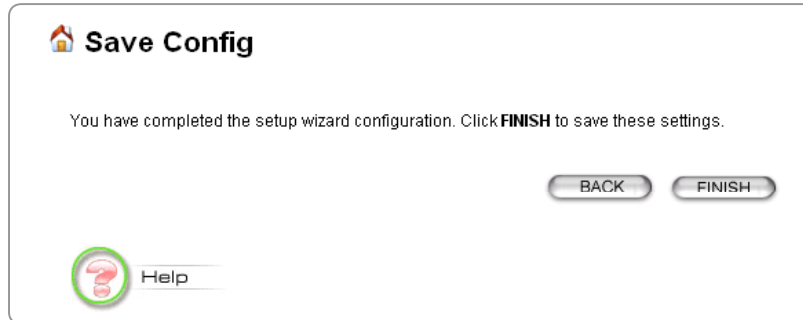 Save Config
You have completed the setup wizard configuration. Click FINISH to save these settings.
BACK FINISH
Help